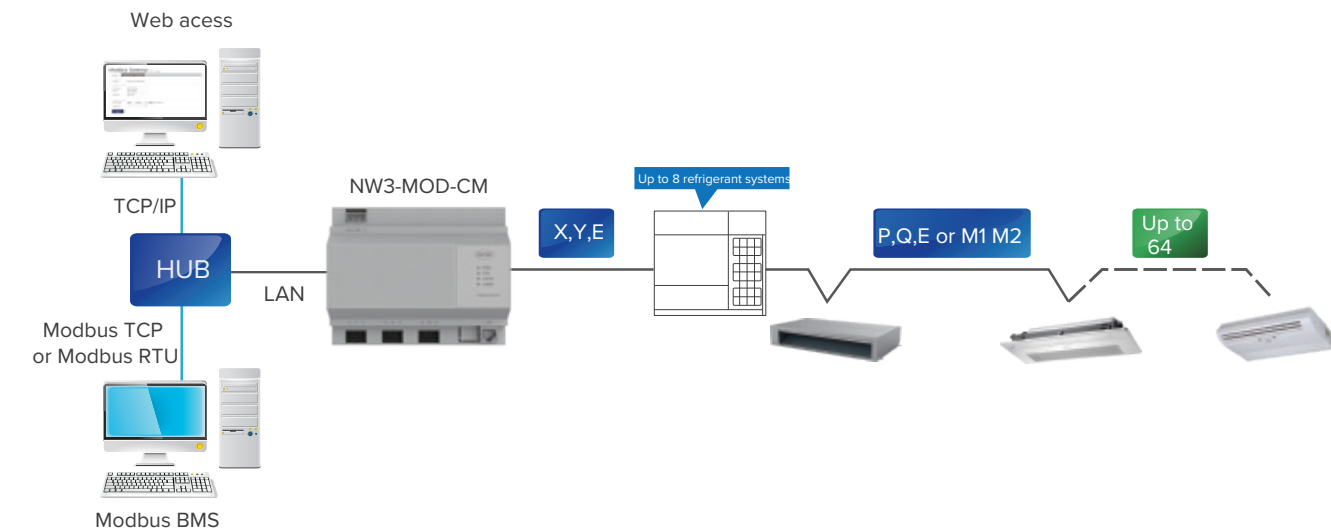 Web acess
TCP/IP
HUB
LAN
Modbus TCP
or Modbus RTU
Modbus BMS
NW3-MOD-CM
X,Y,E
Up to 8 refrigerant systems
P,Q,E or M1 M2
Up to
64